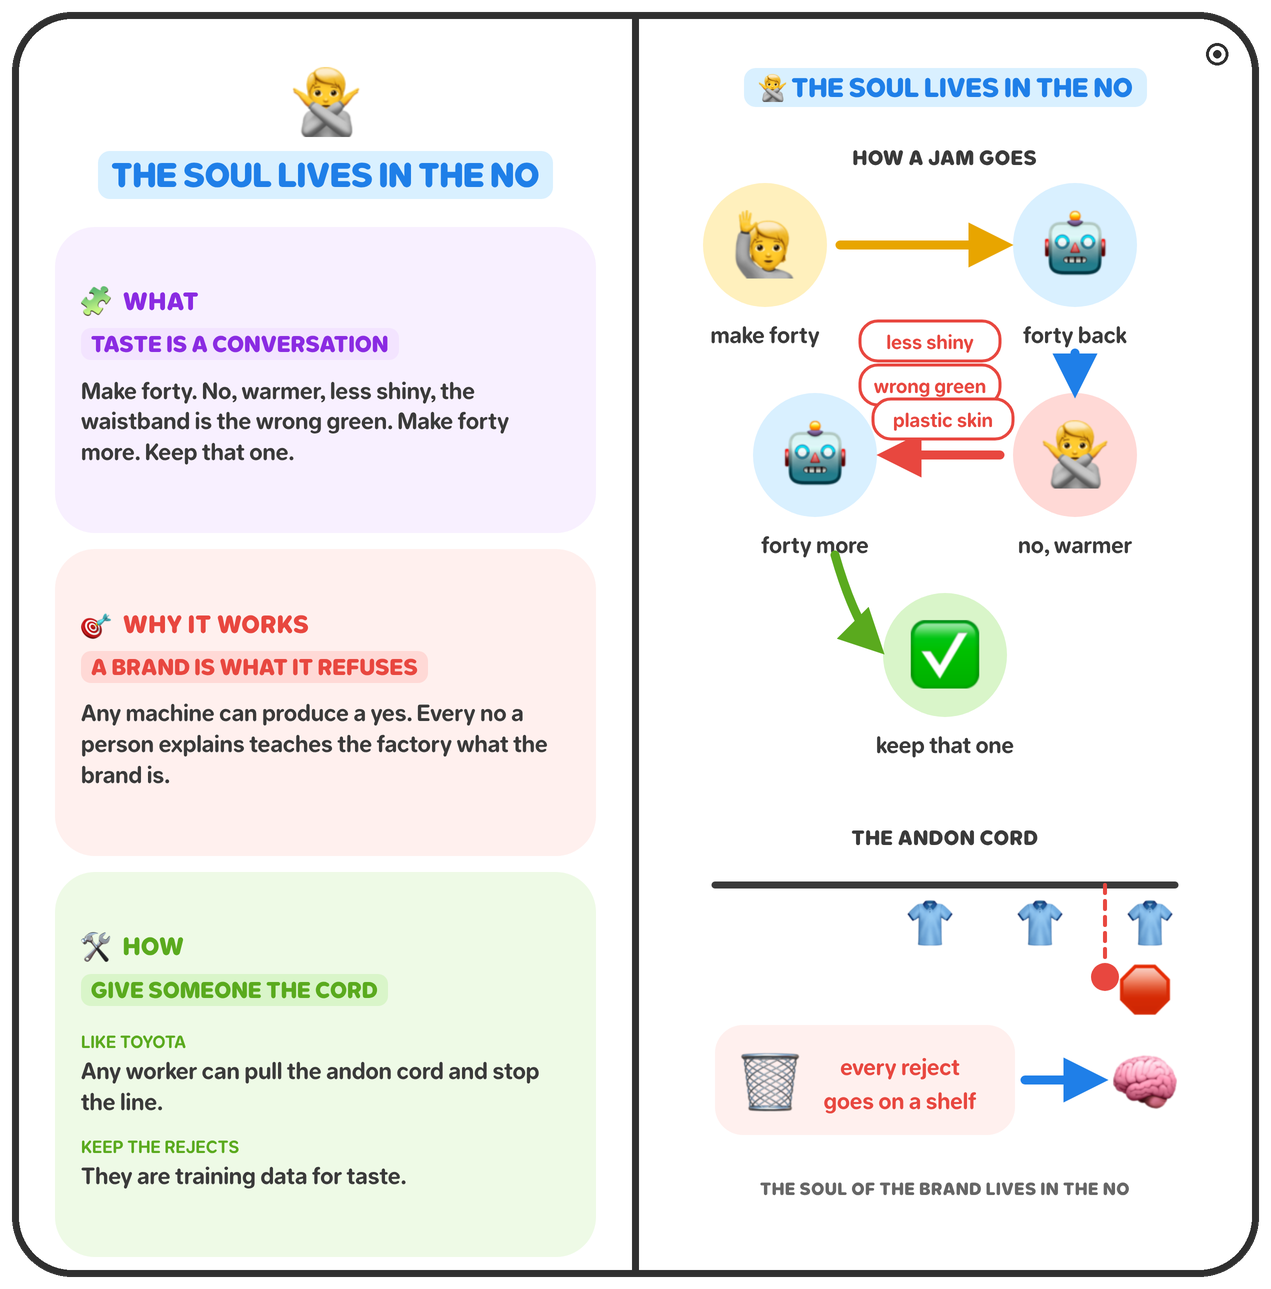 THE SOUL LIVES IN THE NO
WHAT
TASTE IS A CONVERSATION
Make forty. No, warmer, less shiny, the
waistband is the wrong green. Make forty
more. Keep that one.
WHY IT WORKS
A BRAND IS WHAT IT REFUSES
Any machine can produce a yes. Every no a
person explains teaches the factory what the
brand is.
HOW
GIVE SOMEONE THE CORD
LIKE TOYOTA
Any worker can pull the andon cord and stop
the line.
KEEP THE REJECTS
They are training data for taste.
THE SOUL LIVES IN THE NO
HOW A JAM GOES
make forty
forty back
less shiny
wrong green
plastic skin
forty more
no, warmer
keep that one
THE ANDON CORD
every reject
goes on a shelf
THE SOUL OF THE BRAND LIVES IN THE NO